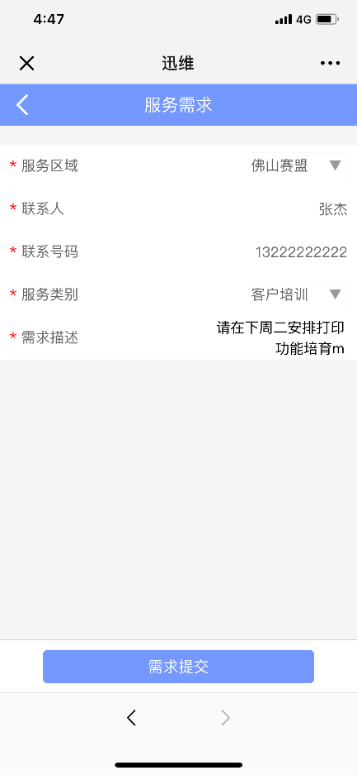 4:47
4G
迅维
服务需求
* 服务区域 佛山赛盟 ▼
* 联系人 张杰
* 联系号码 13222222222
* 服务类别 客户培训 ▼
* 需求描述 请在下周二安排打印
功能培育m
需求提交